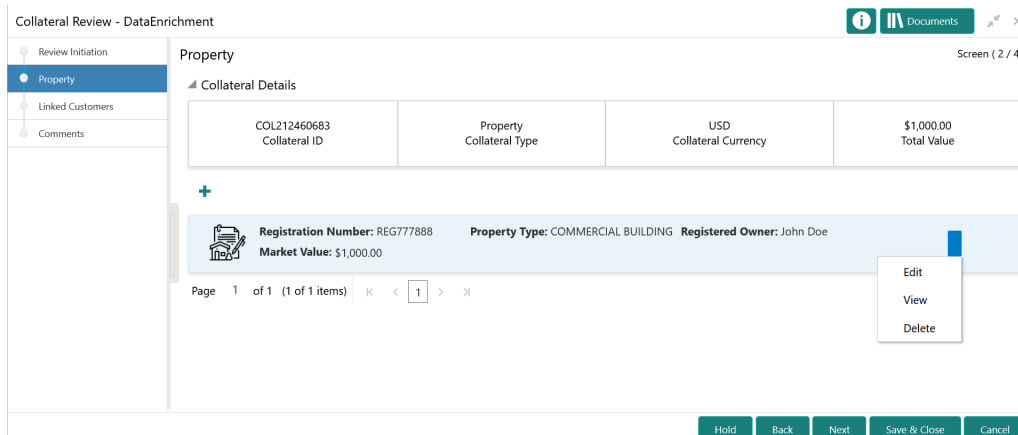 Collateral Review - DataEnrichment
Documents
Review Initiation
Property
Linked Customers
Comments
Property
Screen ( 2 / 4
Collateral Details
COL212460683
Collateral ID
Property
Collateral Type
USD
Collateral Currency
$1,000.00
Total Value
Registration Number: REG777888 Property Type: COMMERCIAL BUILDING Registered Owner: John Doe
Market Value: $1,000.00
Edit
View
Delete
Page 1 of 1 (1 of 1 items) 1
Hold Back Next Save & Close Cancel